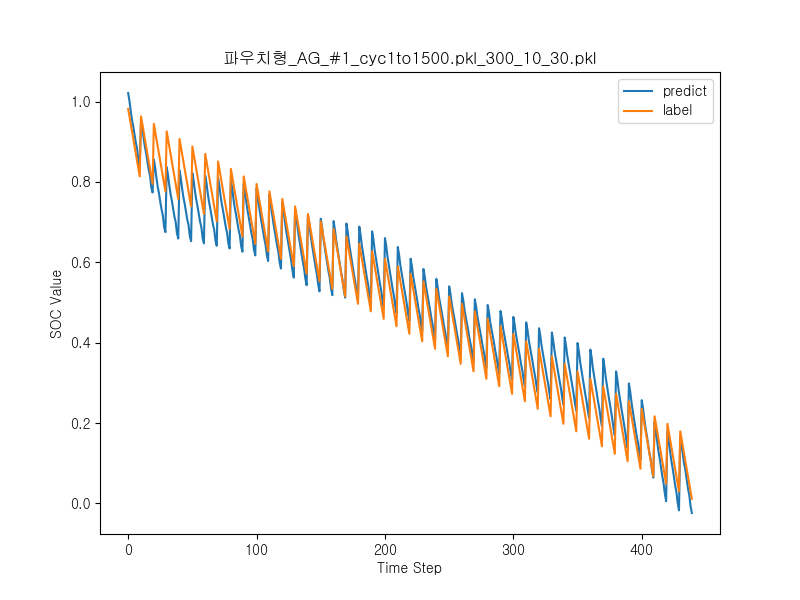 파우치형_AG_#1_cyc1to1500.pkl_300_10_30.pkl
predict
label
SOC Value
1.0
0.8
0.6
0.4
0.2
0.0
0 100 200 300 400
Time Step